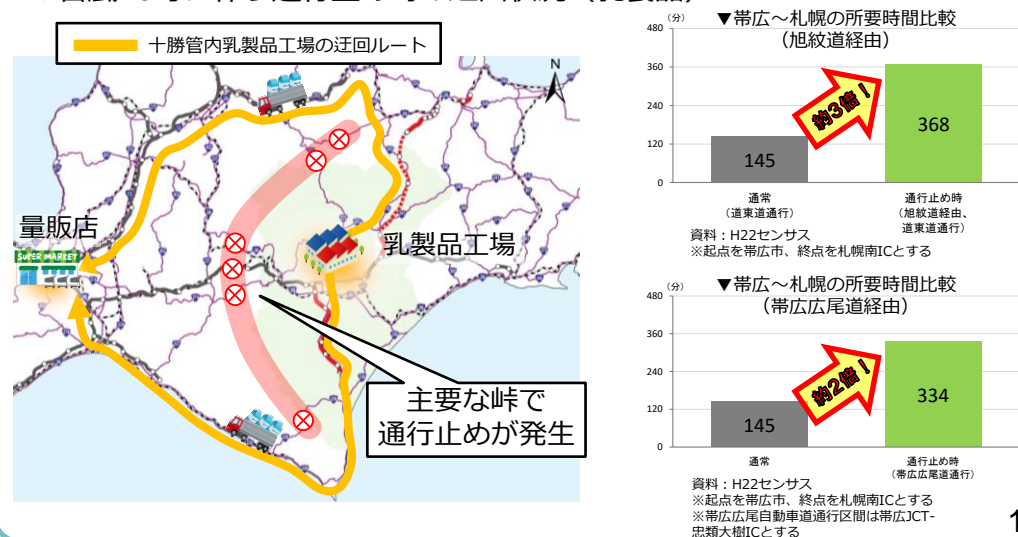 十勝管内乳製品工場の迂回ルート
N
量販店
SUPER MARKET
乳製品工場
主要な峠で
通行止めが発生
▼帯広～札幌の所要時間比較
(旭紋道経由)
(分)
480
360
240
120
0
145
約3倍!
368
通常
(道東道通行)
通行止め時
(旭紋道経由、
道東道通行)
資料：H22センサス
※起点を帯広市、終点を札幌南ICとする
▼帯広～札幌の所要時間比較
(帯広広尾道経由)
(分)
480
360
240
120
0
145
約2倍!
334
通常
通行止め時
(帯広広尾道通行)
資料：H22センサス
※起点を帯広市、終点を札幌南ICとする
※帯広広尾自動車道通行区間は帯広JCT-
忠類大樹ICとする
1